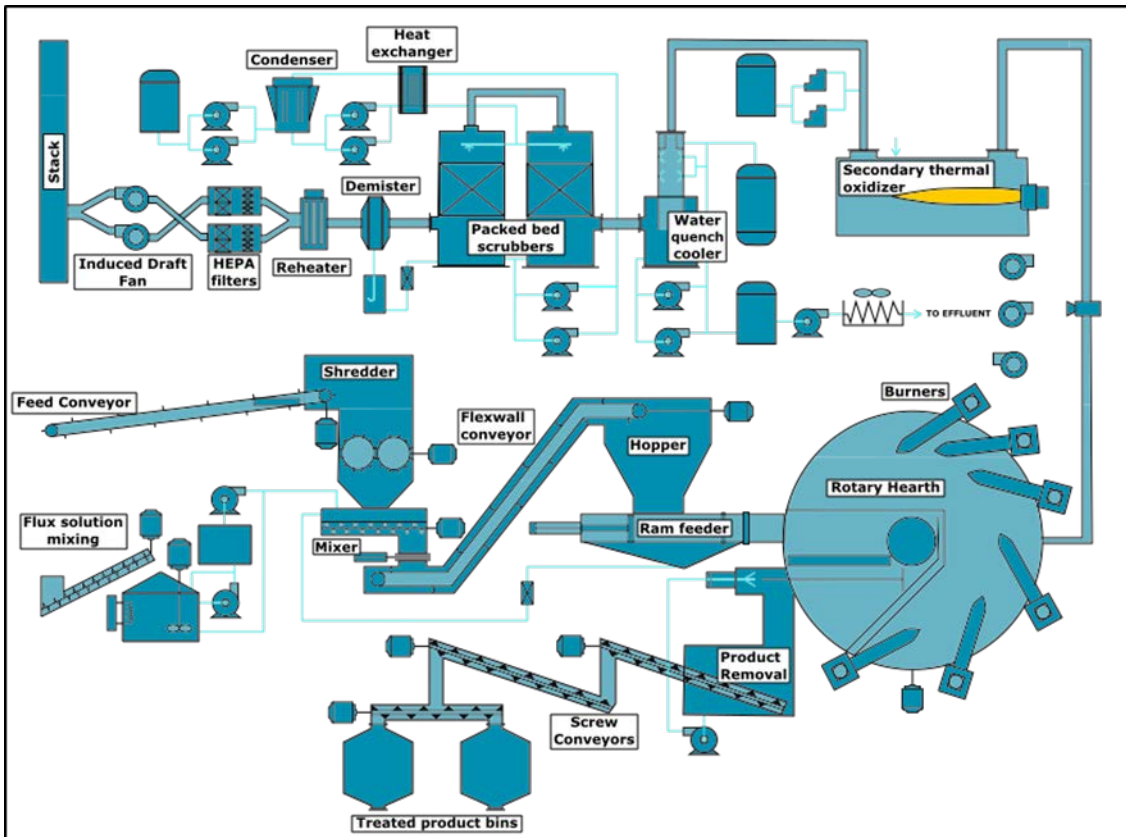 Heat
exchanger
Condenser
Stack
Secondary thermal
oxidizer
Demister
Packed bed
scrubbers
Water
quench
cooler
Induced Draft
Fan
HEPA
filters
Reheater
TO EFFLUENT
Shredder
Feed Conveyor
Flexwall
conveyor
Burners
Hopper
Rotary Hearth
Flux solution
mixing
Ram feeder
Mixer
Product
Removal
Screw
Conveyors
Treated product bins